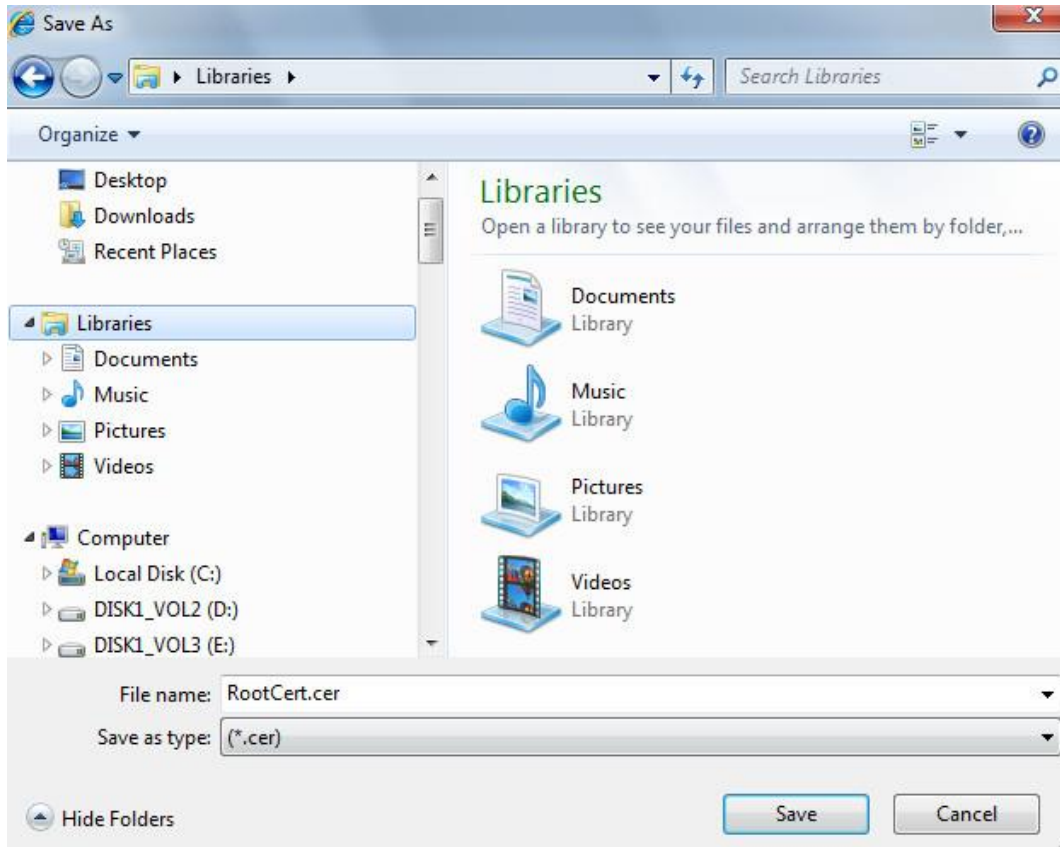 Save As
Libraries
Search Libraries
Organize
Desktop
Downloads
Recent Places
Libraries
Documents
Music
Pictures
Videos
Computer
Local Disk (C:)
DISK1_VOL2 (D:)
DISK1_VOL3 (E:)
Libraries
Open a library to see your files and arrange them by folder,...
Documents
Library
Music
Library
Pictures
Library
Videos
Library
File name: RootCert.cer
Save as type: (*.cer)
Hide Folders Save Cancel